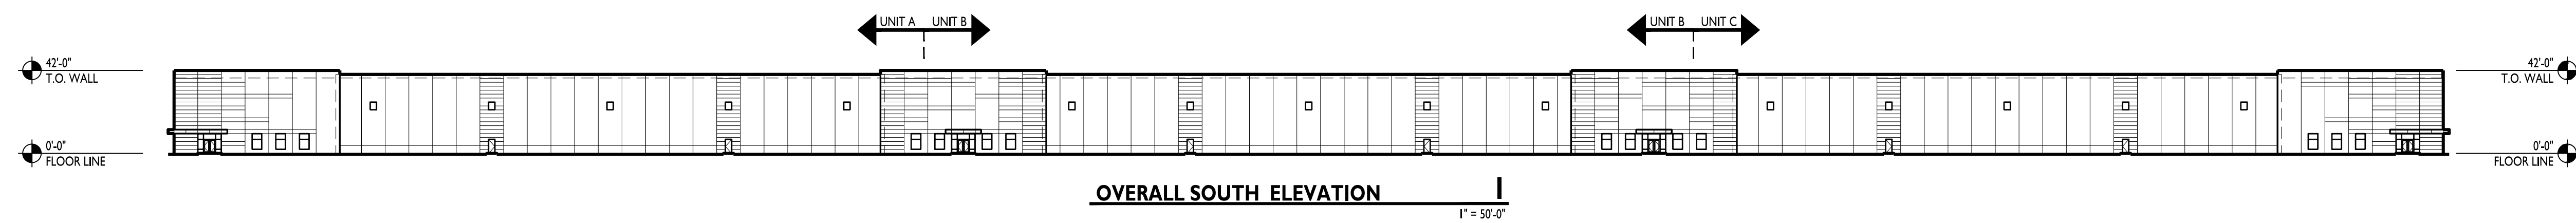 UNIT A UNIT B
UNIT B UNIT C
42'-0"
T.O. WALL
42'-0"
T.O. WALL
0'-0"
FLOOR LINE
0'-0"
FLOOR LINE
OVERALL SOUTH ELEVATION 1
1" = 50'-0"